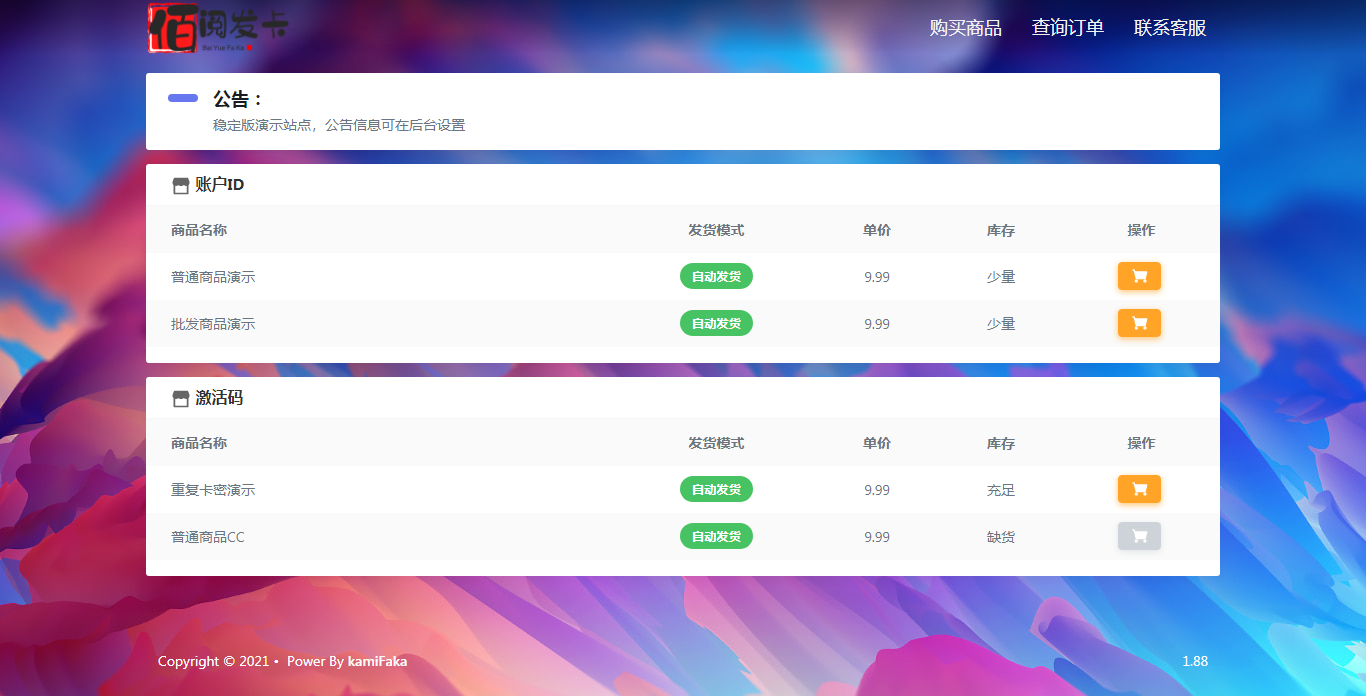 佰阅发卡
Bai Yue Fa Ka
购买商品 查询订单 联系客服
公告：
稳定版演示站点，公告信息可在后台设置
账户ID
商品名称 发货模式 单价 库存 操作
普通商品演示 自动发货 9.99 少量
批发商品演示 自动发货 9.99 少量
激活码
商品名称 发货模式 单价 库存 操作
重复卡密演示 自动发货 9.99 充足
普通商品CC 自动发货 9.99 缺货
Copyright © 2021 • Power By kamiFaka 1.88